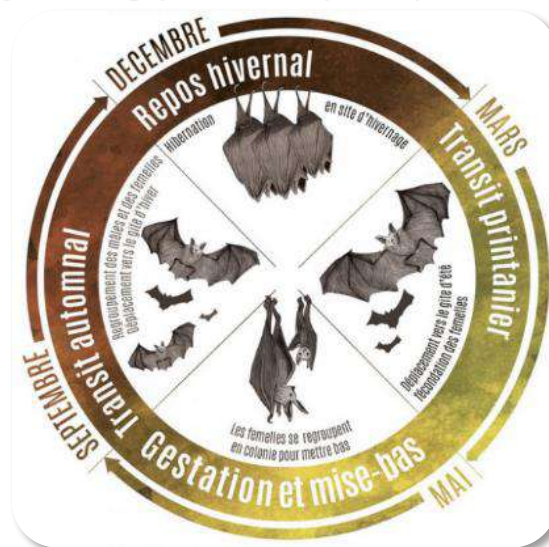 DECEMBRE
Repos hivernal
Hibernation
en site d'hivernage
MARS
Transit printanier
Déplacement vers le gîte d'été
fécondation des femelles
MAI
Gestation et mise-bas
Les femelles se regroupent
en colonie pour mettre bas
SEPTEMBRE
Transit automnal
Regroupement des mâles et des femelles
Déplacement vers le gîte d'hiver